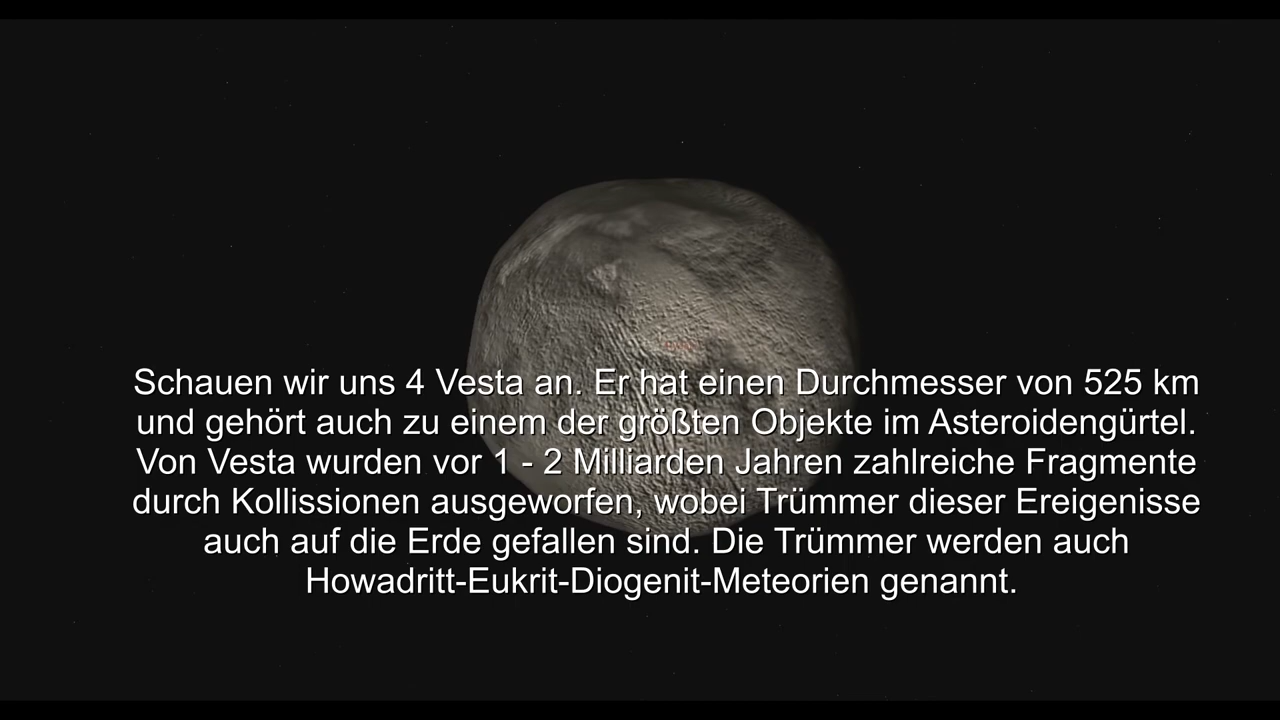 Schauen wir uns 4 Vesta an. Er hat einen Durchmesser von 525 km
und gehört auch zu einem der größten Objekte im Asteroidengürtel.
Von Vesta wurden vor 1 - 2 Milliarden Jahren zahlreiche Fragmente
durch Kollissionen ausgeworfen, wobei Trümmer dieser Ereigenisse
auch auf die Erde gefallen sind. Die Trümmer werden auch
Howadritt-Eukrit-Diogenit-Meteorien genannt.